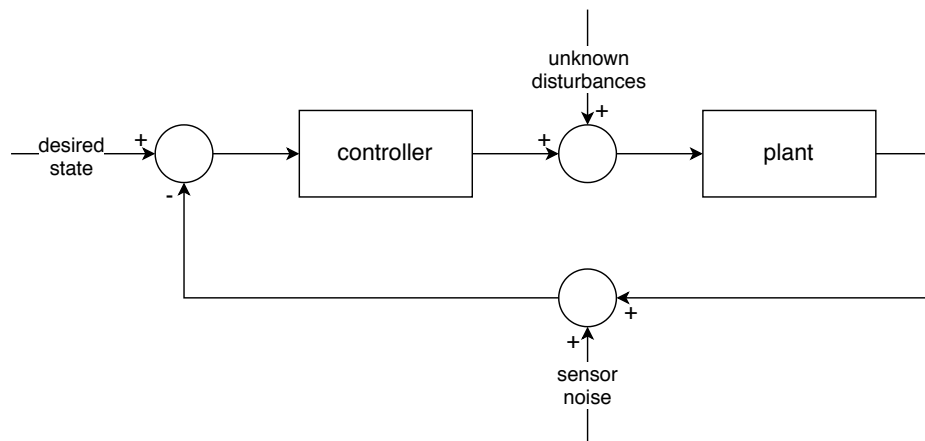 unknown
disturbances
+
+
desired
state
+
controller
+
plant
-
+
+
sensor
noise